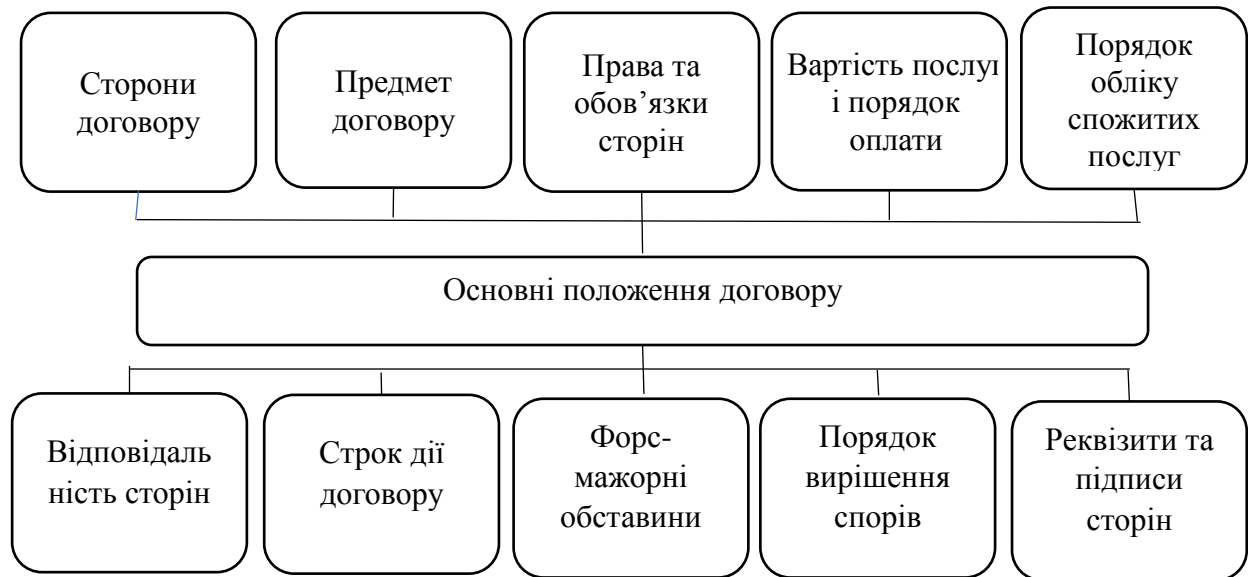 Сторони
договору
Предмет
договору
Права та
обов’язки
сторін
Вартість послуг
і порядок
оплати
Порядок
обліку
спожитих
послуг
Основні положення договору
Відповідаль
ність сторін
Строк дії
договору
Форс-
мажорні
обставини
Порядок
вирішення
спорів
Реквізити та
підписи
сторін